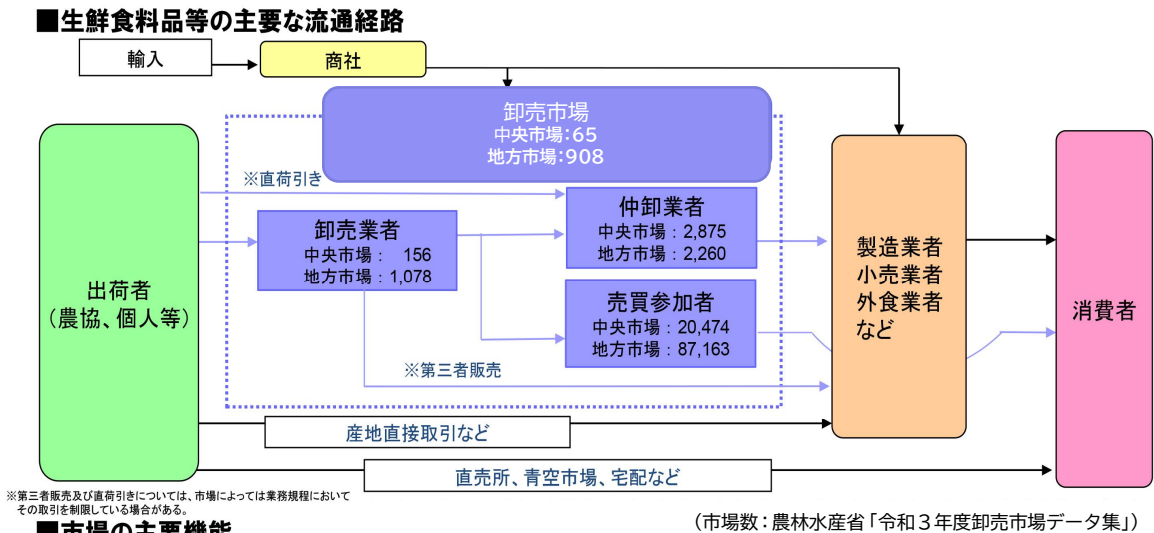 ■生鮮食料品等の主要な流通経路
輸入
商社
卸売市場
中央市場:65
地方市場:908
※直荷引き
仲卸業者
中央市場：2,875
地方市場：2,260
卸売業者
中央市場： 156
地方市場：1,078
出荷者
（農協、個人等）
売買参加者
中央市場：20,474
地方市場：87,163
※第三者販売
製造業者
小売業者
外食業者
など
消費者
産地直接取引など
直売所、青空市場、宅配など
※第三者販売及び直荷引きについては、市場によっては業務規程において
その取引を制限している場合がある。
（市場数：農林水産省「令和３年度卸売市場データ集」）
■市場の主要機能